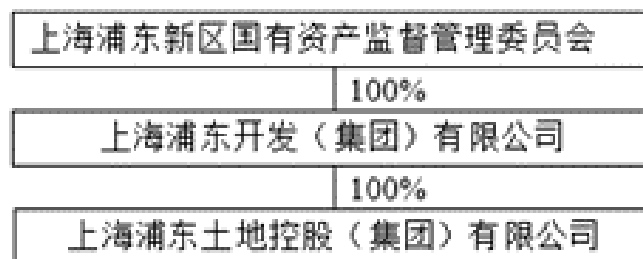 上海浦东新区国有资产监督管理委员会
100%
上海浦东开发（集团）有限公司
100%
上海浦东土地控股（集团）有限公司